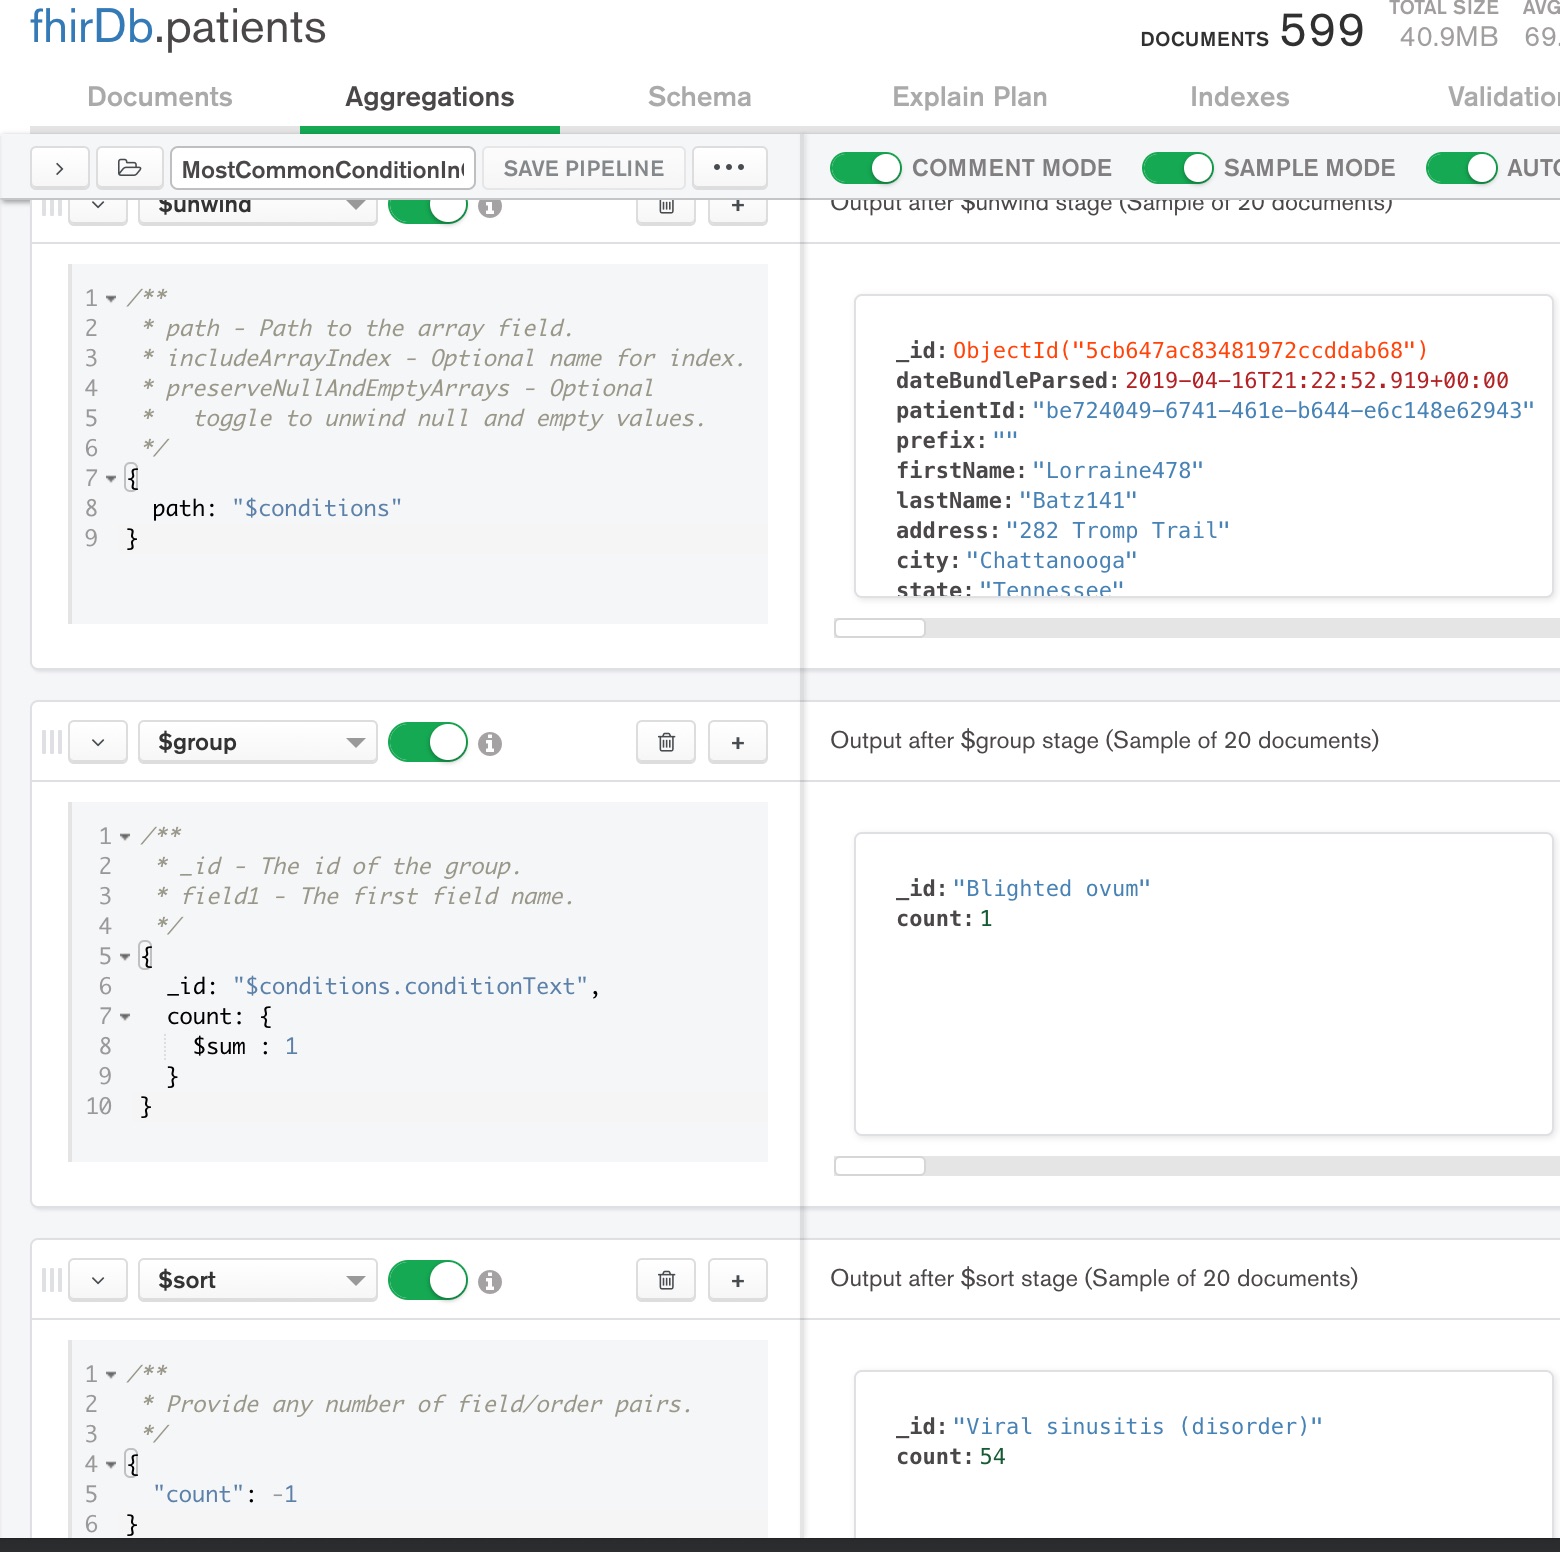 fhirDb.patients
DOCUMENTS 599 TOTAL SIZE 40.9MB AVG 69.
Documents Aggregations Schema Explain Plan Indexes Validation
MostCommonConditionIn SAVE PIPELINE ••• COMMENT MODE SAMPLE MODE AUTO
$unwind
Output after $unwind stage (Sample of 20 documents)
1 /**
2 * path - Path to the array field.
3 * includeArrayIndex - Optional name for index.
4 * preserveNullAndEmptyArrays - Optional
5 * toggle to unwind null and empty values.
6 */
7 {
8 path: "$conditions"
9 }
_id: ObjectId("5cb647ac83481972ccddab68")
dateBundleParsed: 2019-04-16T21:22:52.919+00:00
patientId: "be724049-6741-461e-b644-e6c148e62943"
prefix: ""
firstName: "Lorraine478"
lastName: "Batz141"
address: "282 Tromp Trail"
city: "Chattanooga"
state: "Tennessee"
$group
Output after $group stage (Sample of 20 documents)
1 /**
2 * _id - The id of the group.
3 * field1 - The first field name.
4 */
5 {
6 _id: "$conditions.conditionText",
7 count: {
8 $sum : 1
9 }
10 }
_id: "Blighted ovum"
count: 1
$sort
Output after $sort stage (Sample of 20 documents)
1 /**
2 * Provide any number of field/order pairs.
3 */
4 {
5 "count": -1
6 }
_id: "Viral sinusitis (disorder)"
count: 54